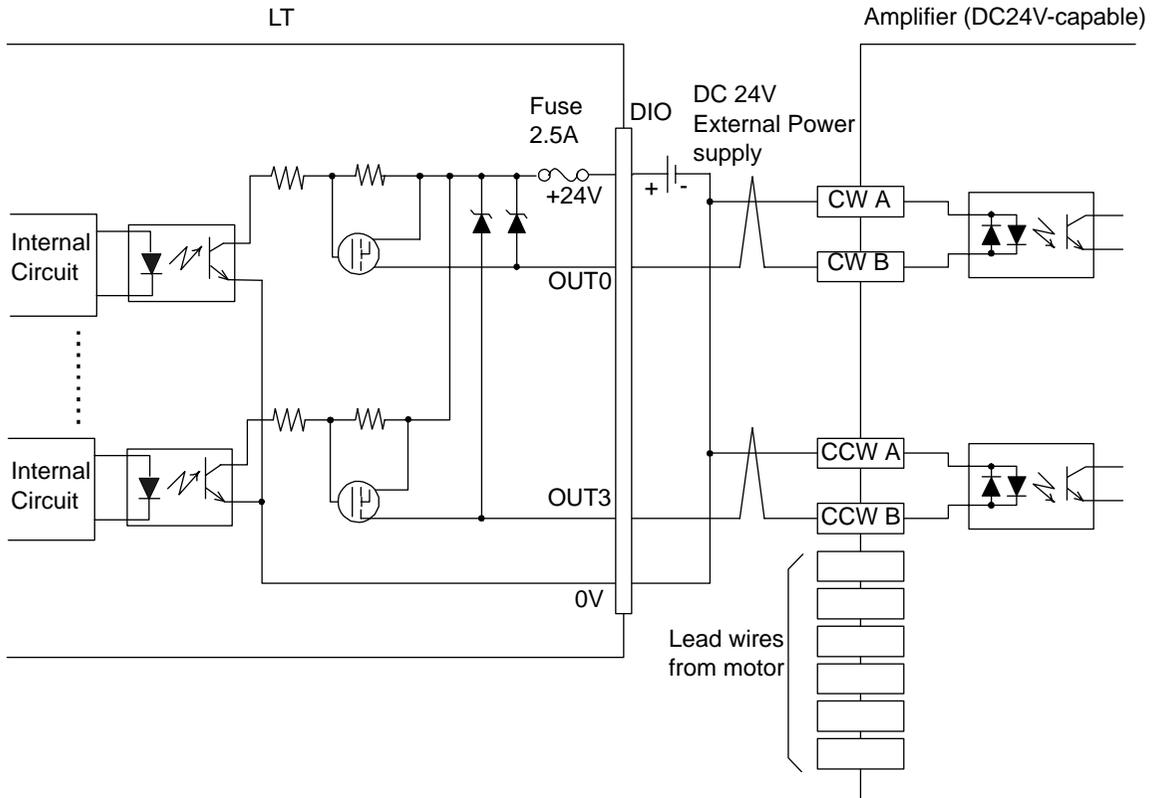 LT
Amplifier (DC24V-capable)
Fuse
2.5A
DIO
DC 24V
External Power
supply
+24V
+
-
CW A
Internal
Circuit
CW B
OUT0
CCW A
Internal
Circuit
OUT3
CCW B
0V
Lead wires
from motor